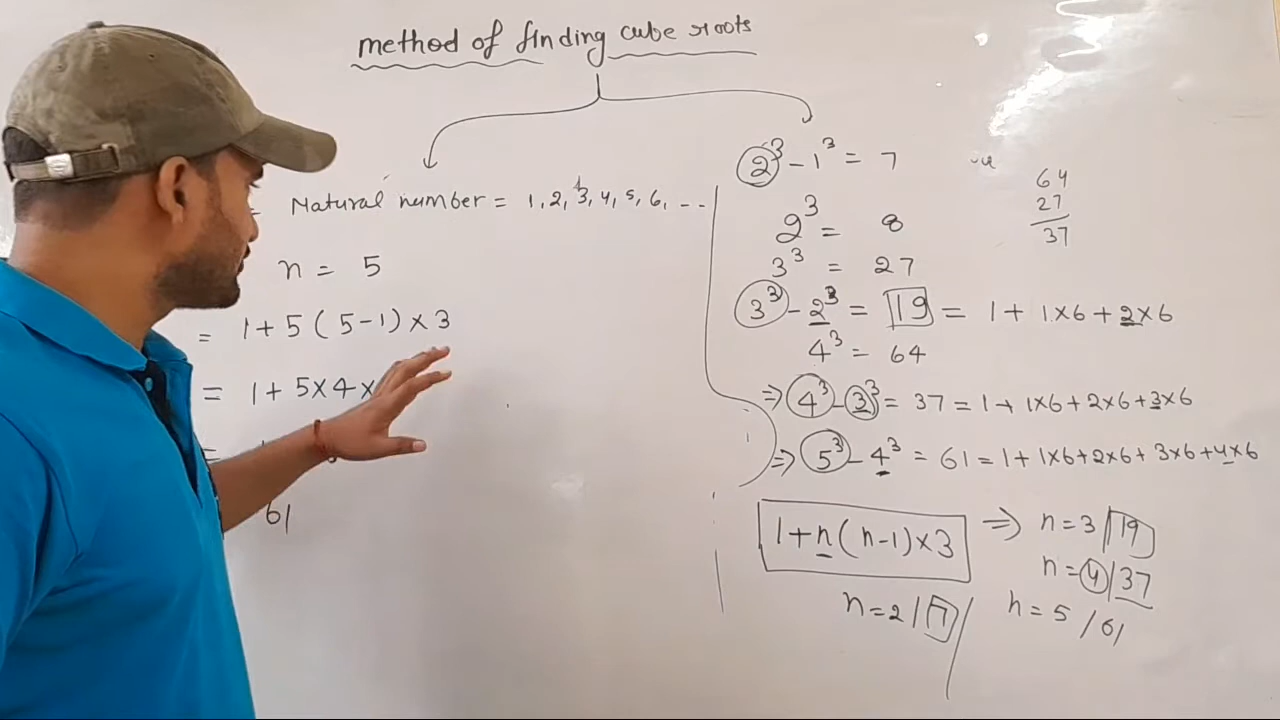 method of finding cube roots
Natural number = 1, 2, 3, 4, 5, 6, - -
n = 5
= 1 + 5 ( 5 - 1 ) × 3
= 1 + 5 × 4 ×
=
61
2³ - 1³ = 7
2³ = 8
3³ = 27
3³ - 2³ = 19 = 1 + 1×6 + 2×6
4³ = 64
⇒ 4³ - 3³ = 37 = 1 + 1×6 + 2×6 + 3×6
⇒ 5³ - 4³ = 61 = 1 + 1×6 + 2×6 + 3×6 + 4×6
64
27
37
1 + n ( n - 1 ) × 3 ⇒ n = 3 / 19
n = 4 / 37
n = 2 / 7
n = 5 / 61